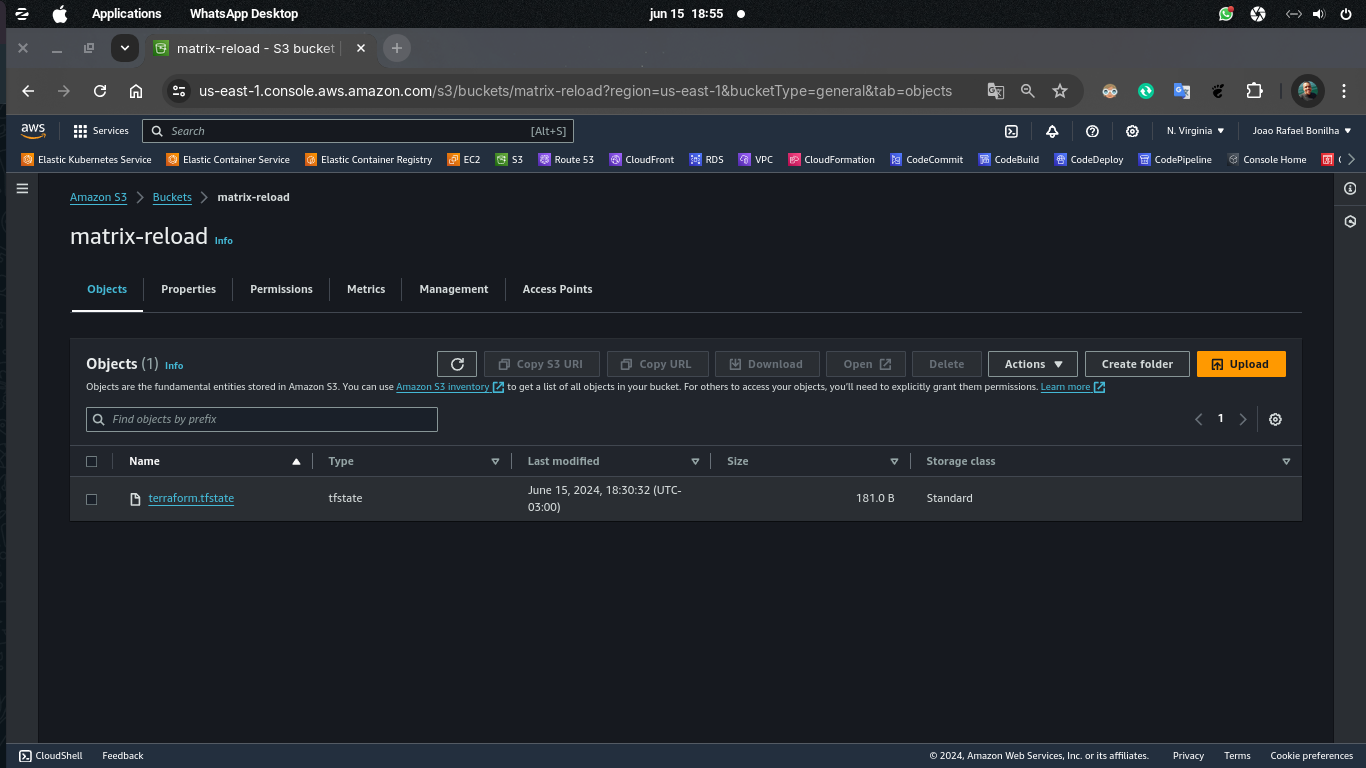 Applications WhatsApp Desktop jun 15 18:55
matrix-reload - S3 bucket
us-east-1.console.aws.amazon.com/s3/buckets/matrix-reload?region=us-east-1&bucketType=general&tab=objects
aws Services Search [Alt+S] N. Virginia Joao Rafael Bonilha
Elastic Kubernetes Service Elastic Container Service Elastic Container Registry EC2 S3 Route 53 CloudFront RDS VPC CloudFormation CodeCommit CodeBuild CodeDeploy CodePipeline Console Home C
Amazon S3 Buckets matrix-reload
matrix-reload Info
Objects Properties Permissions Metrics Management Access Points
Objects (1) Info Copy S3 URI Copy URL Download Open Delete Actions Create folder Upload
Objects are the fundamental entities stored in Amazon S3. You can use Amazon S3 inventory to get a list of all objects in your bucket. For others to access your objects, you'll need to explicitly grant them permissions. Learn more
Find objects by prefix 1
Name Type Last modified Size Storage class
terraform.tfstate tfstate June 15, 2024, 18:30:32 (UTC-03:00) 181.0 B Standard
CloudShell Feedback © 2024, Amazon Web Services, Inc. or its affiliates. Privacy Terms Cookie preferences